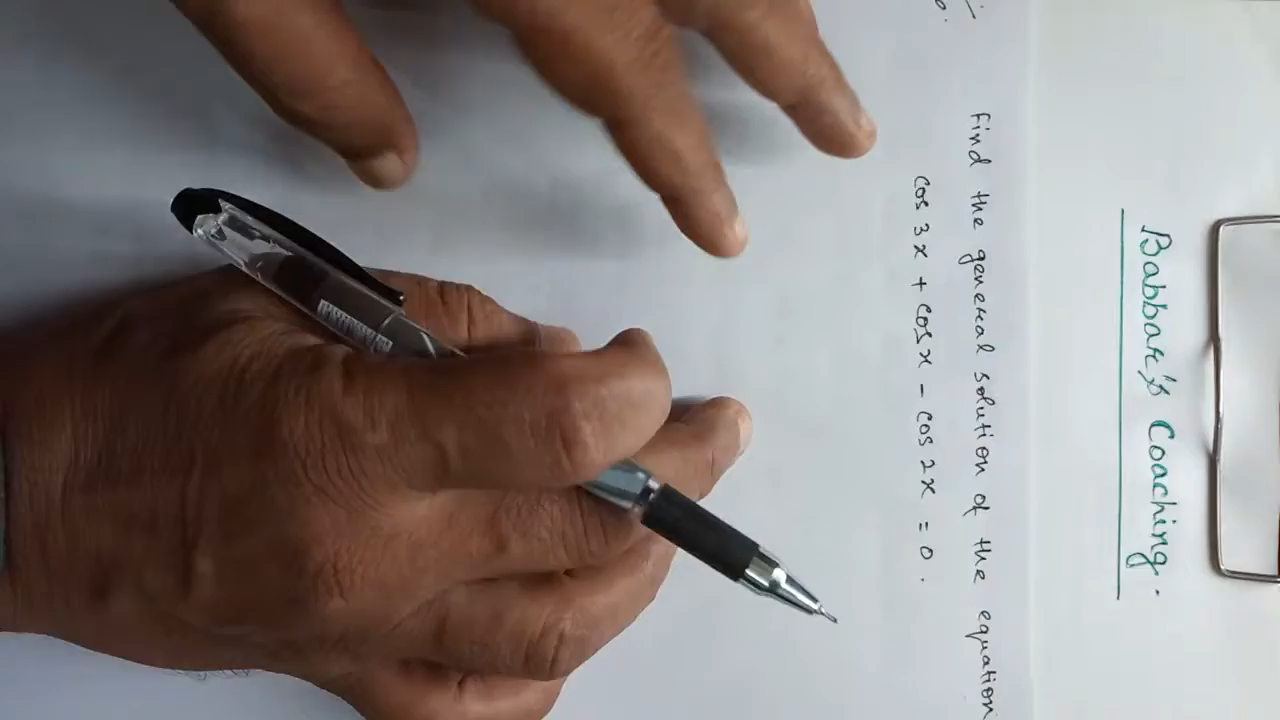 Babbar's Coaching.
Find the general solution of the equation
cos 3x + cos x - cos 2x = 0.